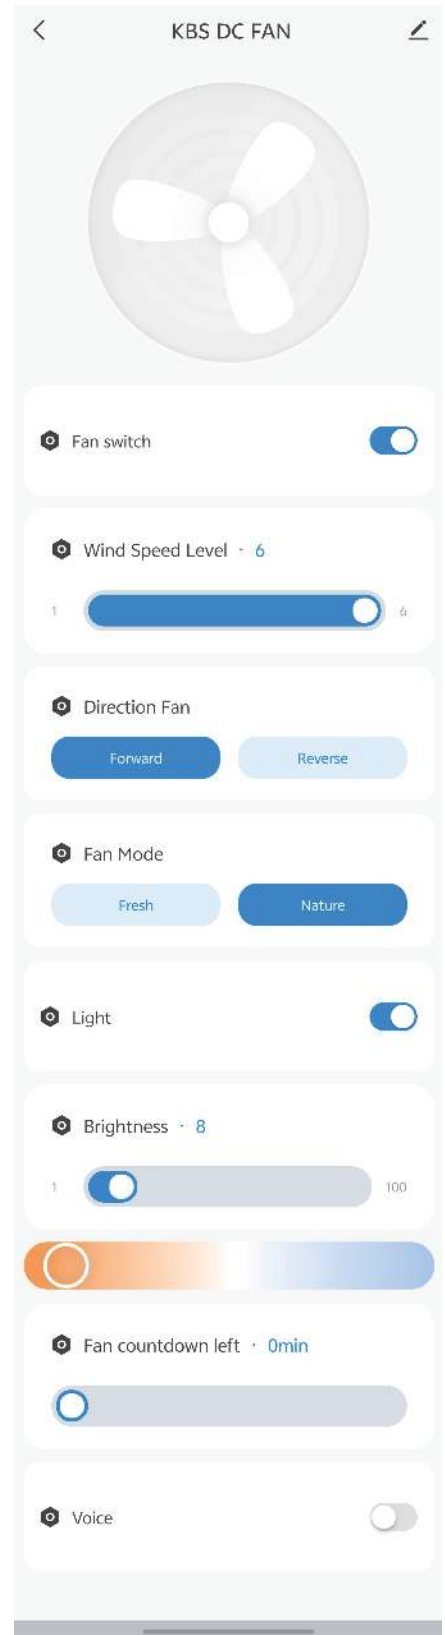 KBS DC FAN
Fan switch
Wind Speed Level · 6
1 6
Direction Fan
Forward Reverse
Fan Mode
Fresh Nature
Light
Brightness · 8
1 100
Fan countdown left · 0min
Voice